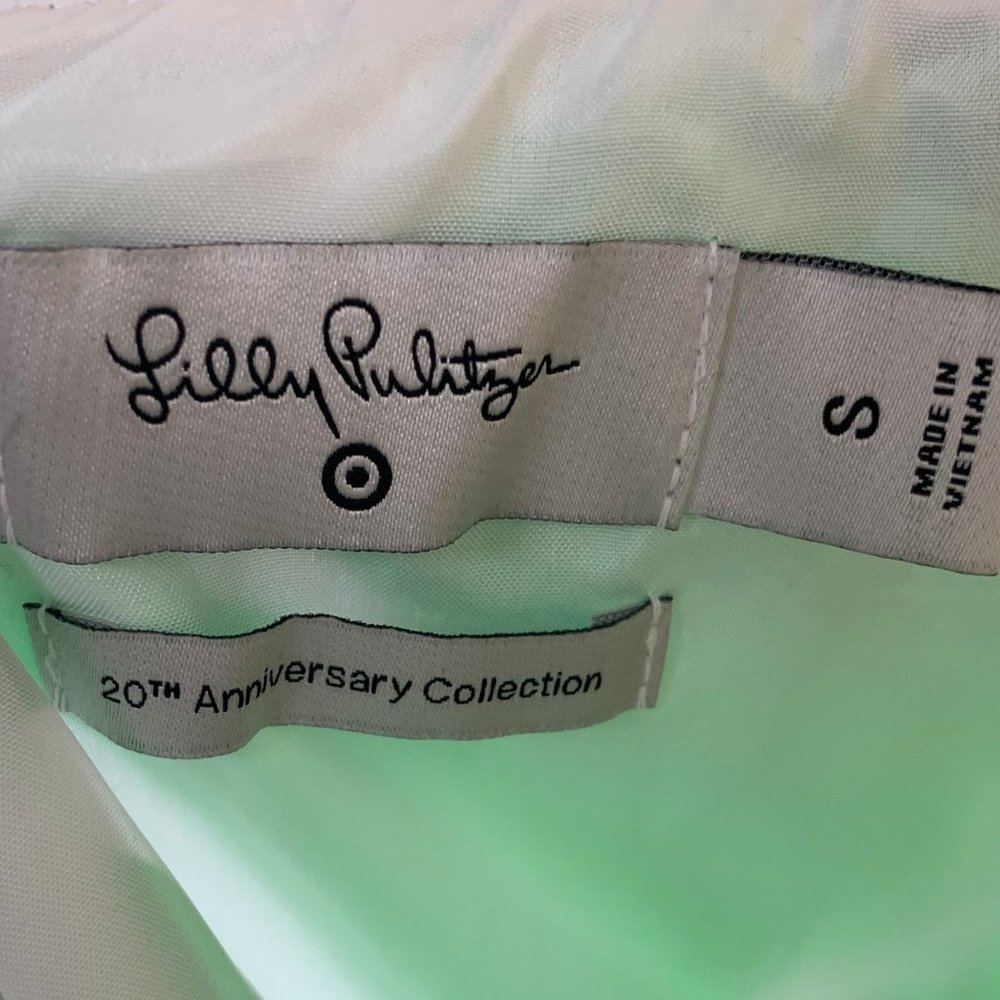 Lilly Pulitzer
S
MADE IN
VIETNAM
20TH Anniversary Collection